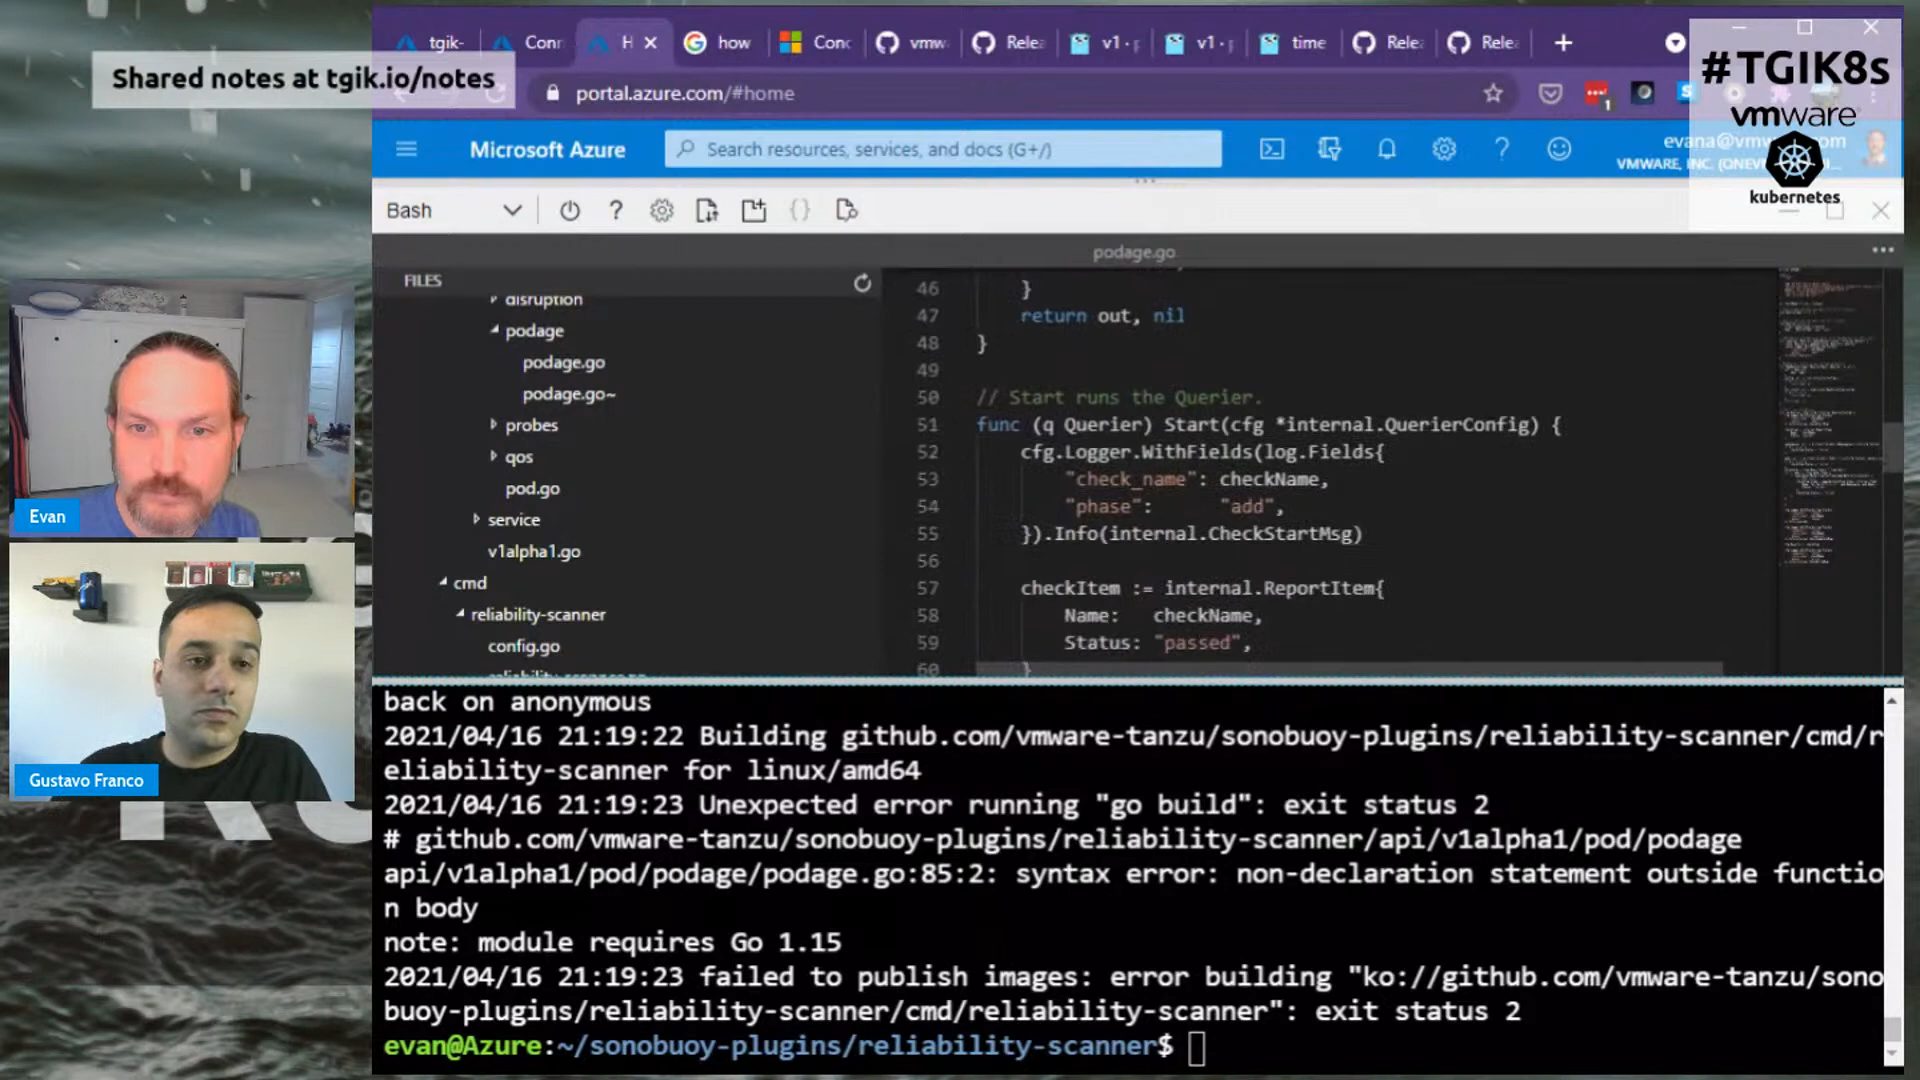 tgik-
Conn
H
how
Conc
vmw
Relea
v1 · p
v1 · p
time
Relea
Relea
Shared notes at tgik.io/notes
portal.azure.com/#home
1
#TGIK8s
vmware
kubernetes
Microsoft Azure
Search resources, services, and docs (G+/)
evana@vmw
VMWARE, INC.
Bash
podage.go
FILES
disruption
podage
podage.go
podage.go~
probes
qos
pod.go
service
v1alpha1.go
cmd
reliability-scanner
config.go
46 }
47 return out, nil
48 }
49
50 // Start runs the Querier.
51 func (q Querier) Start(cfg *internal.QuerierConfig) {
52 cfg.Logger.WithFields(log.Fields{
53 "check_name": checkName,
54 "phase": "add",
55 }).Info(internal.CheckStartMsg)
56
57 checkItem := internal.ReportItem{
58 Name: checkName,
59 Status: "passed",
60 }
Evan
Gustavo Franco
back on anonymous
2021/04/16 21:19:22 Building github.com/vmware-tanzu/sonobuoy-plugins/reliability-scanner/cmd/r
eliability-scanner for linux/amd64
2021/04/16 21:19:23 Unexpected error running "go build": exit status 2
# github.com/vmware-tanzu/sonobuoy-plugins/reliability-scanner/api/v1alpha1/pod/podage
api/v1alpha1/pod/podage/podage.go:85:2: syntax error: non-declaration statement outside functio
n body
note: module requires Go 1.15
2021/04/16 21:19:23 failed to publish images: error building "ko://github.com/vmware-tanzu/sono
buoy-plugins/reliability-scanner/cmd/reliability-scanner": exit status 2
evan@Azure:~/sonobuoy-plugins/reliability-scanner$